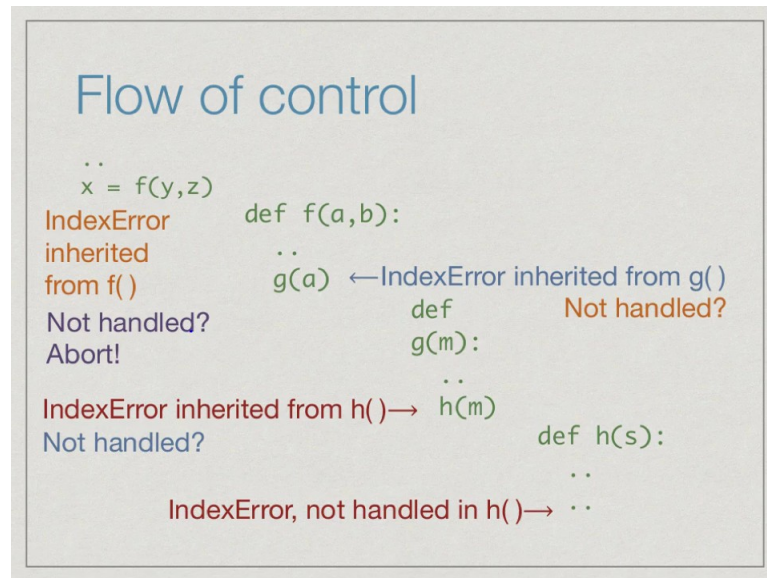 Flow of control
..
x = f(y,z)
IndexError
inherited
from f( )
Not handled?
Abort!
def f(a,b):
..
g(a) ←IndexError inherited from g( )
Not handled?
def
g(m):
..
IndexError inherited from h( )→ h(m)
Not handled?
def h(s):
..
IndexError, not handled in h( )→ ..